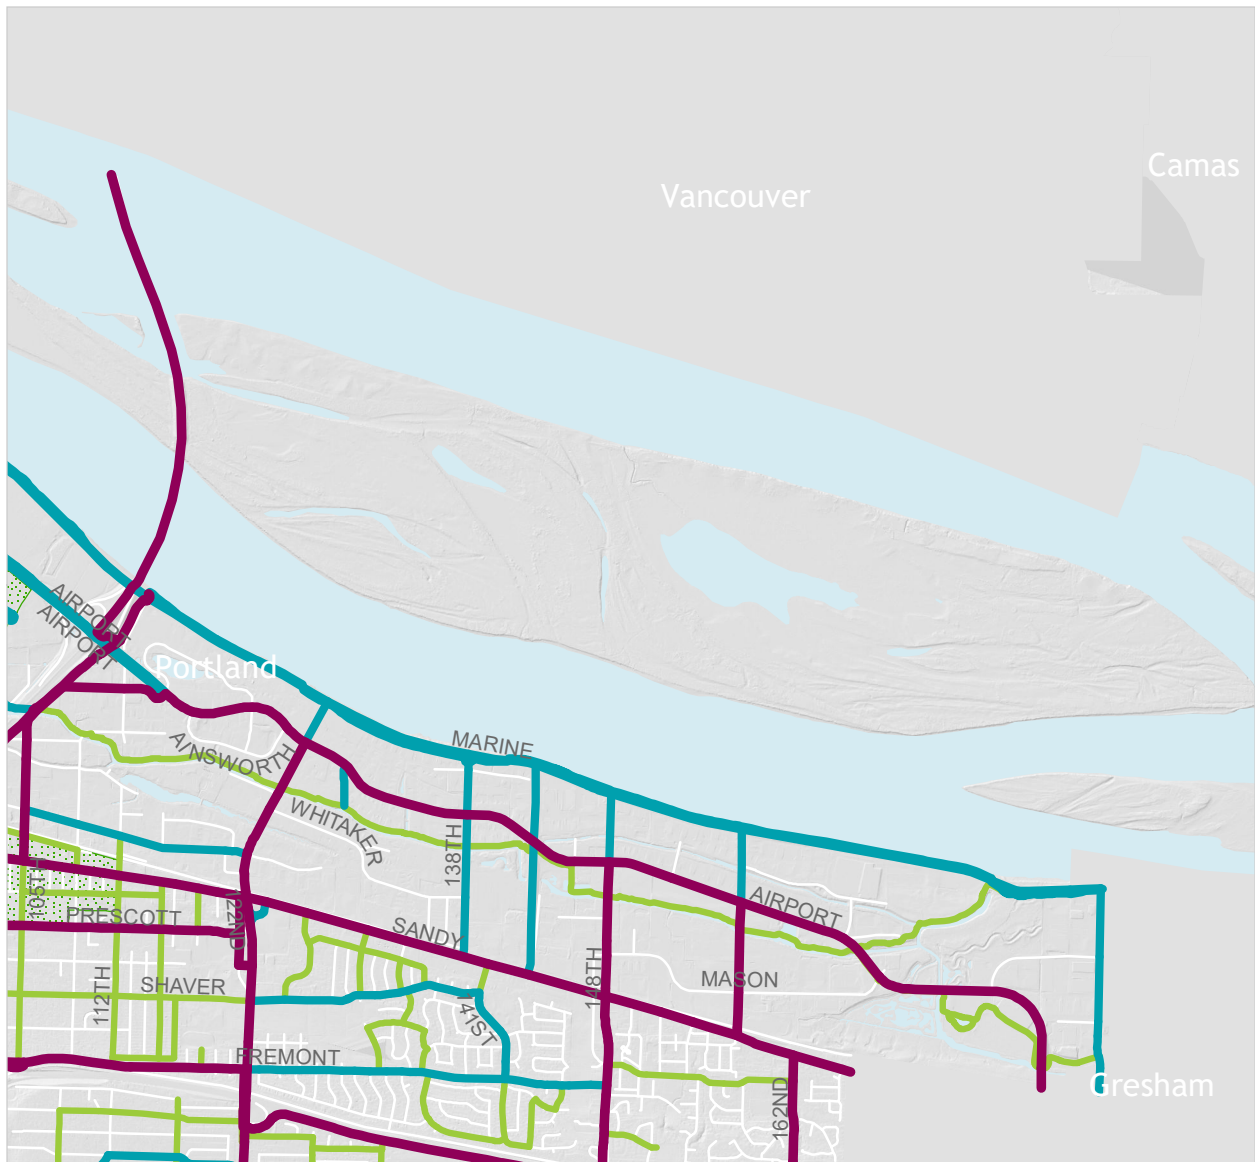 Camas
Vancouver
AIRPORT
AIRPORT
Portland
MARINE
AINSWORTH
WHITAKER
138TH
105TH
AIRPORT
PRESCOTT
122ND
SANDY
148TH
MASON
SHAVER
112TH
141ST
FREMONT
Gresham
162ND